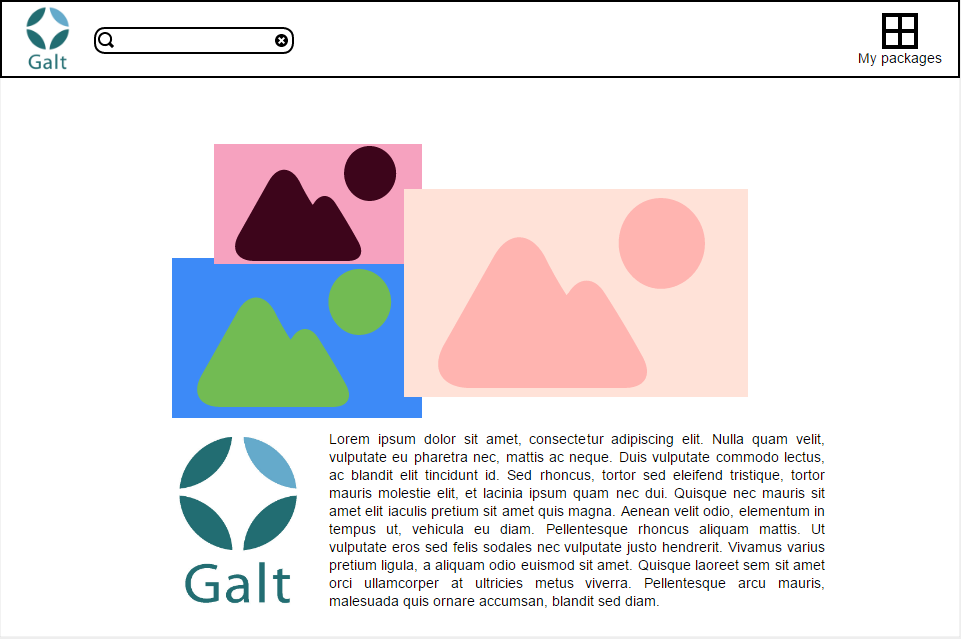 Galt
My packages
Lorem ipsum dolor sit amet, consectetur adipiscing elit. Nulla quam velit,
vulputate eu pharetra nec, mattis ac neque. Duis vulputate commodo lectus,
ac blandit elit tincidunt id. Sed rhoncus, tortor sed eleifend tristique, tortor
mauris molestie elit, et lacinia ipsum quam nec dui. Quisque nec mauris sit
amet elit iaculis pretium sit amet quis magna. Aenean velit odio, elementum in
tempus ut, vehicula eu diam. Pellentesque rhoncus aliquam mattis. Ut
vulputate eros sed felis sodales nec vulputate justo hendrerit. Vivamus varius
pretium ligula, a aliquam odio euismod sit amet. Quisque laoreet sem sit amet
orci ullamcorper at ultricies metus viverra. Pellentesque arcu mauris,
malesuada quis ornare accumsan, blandit sed diam.
Galt